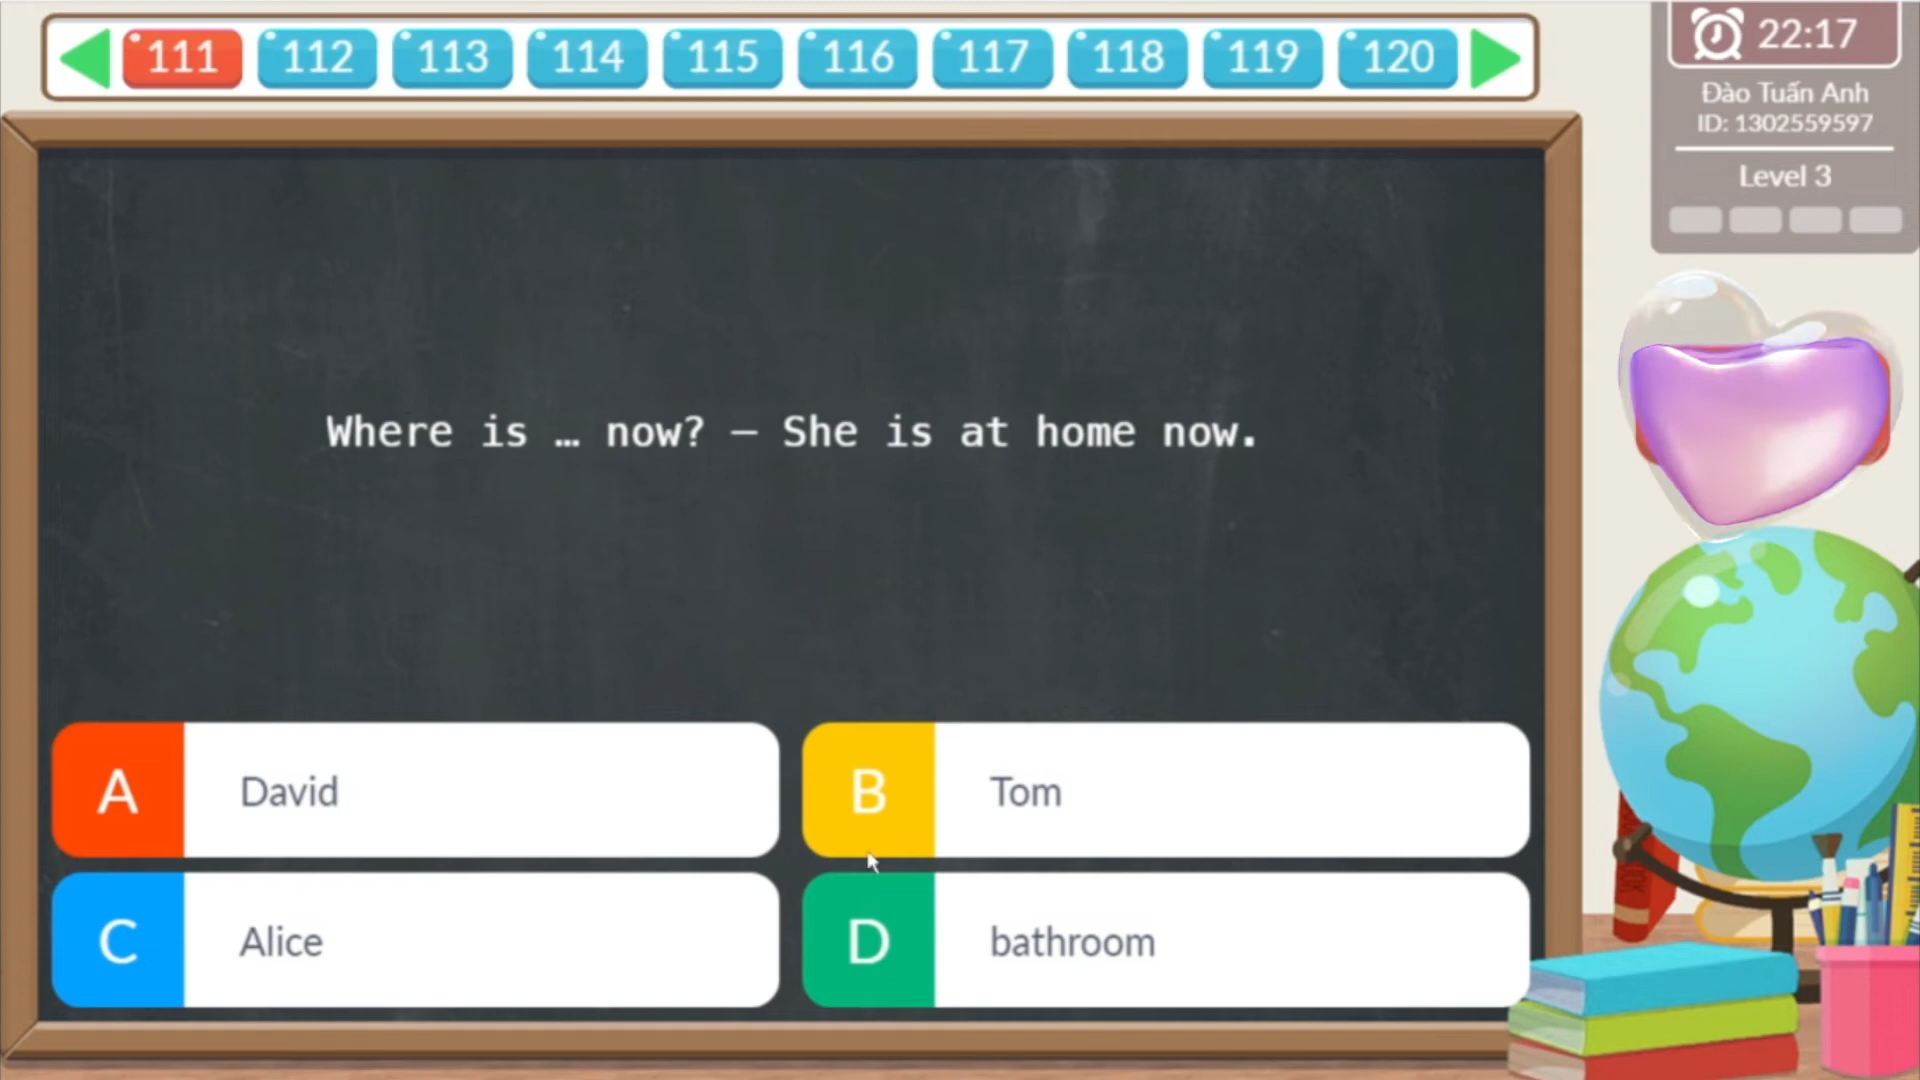 111 112 113 114 115 116 117 118 119 120
22:17
Đào Tuấn Anh
ID: 1302559597
Level 3
Where is … now? – She is at home now.
A David
B Tom
C Alice
D bathroom